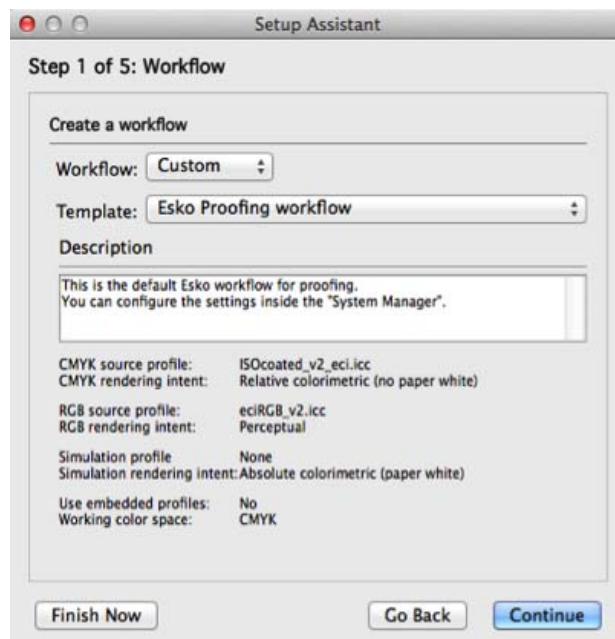 Setup Assistant
Step 1 of 5: Workflow
Create a workflow
Workflow: Custom
Template: Esko Proofing workflow
Description
This is the default Esko workflow for proofing.
You can configure the settings inside the "System Manager".
CMYK source profile: ISOcoated_v2_eci.icc
CMYK rendering intent: Relative colorimetric (no paper white)
RGB source profile: eciRGB_v2.icc
RGB rendering intent: Perceptual
Simulation profile None
Simulation rendering intent: Absolute colorimetric (paper white)
Use embedded profiles: No
Working color space: CMYK
Finish Now Go Back Continue